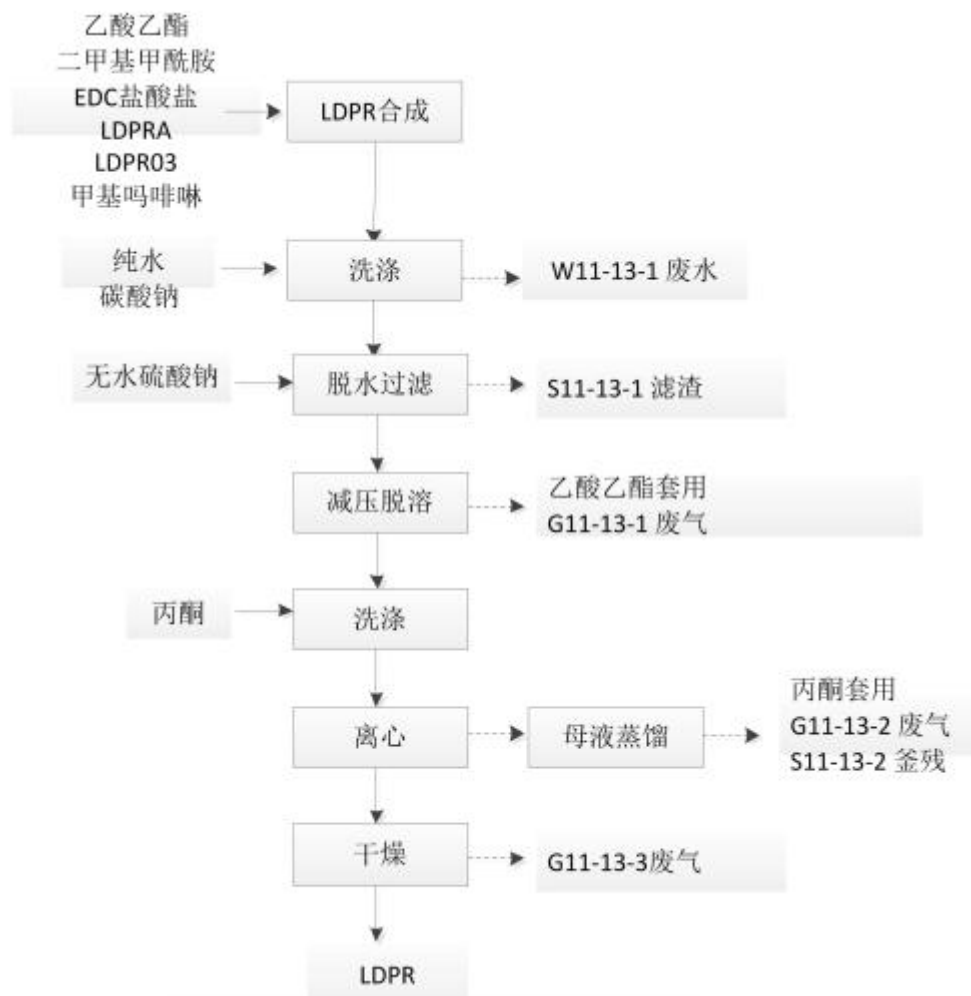 乙酸乙酯
二甲基甲酰胺
EDC盐酸盐
LDPRA
LDPR03
甲基吗啡啉
LDPR合成
纯水
碳酸钠
洗涤
W11-13-1 废水
无水硫酸钠
脱水过滤
S11-13-1 滤渣
减压脱溶
乙酸乙酯套用
G11-13-1 废气
丙酮
洗涤
离心
母液蒸馏
丙酮套用
G11-13-2 废气
S11-13-2 釜残
干燥
G11-13-3废气
LDPR